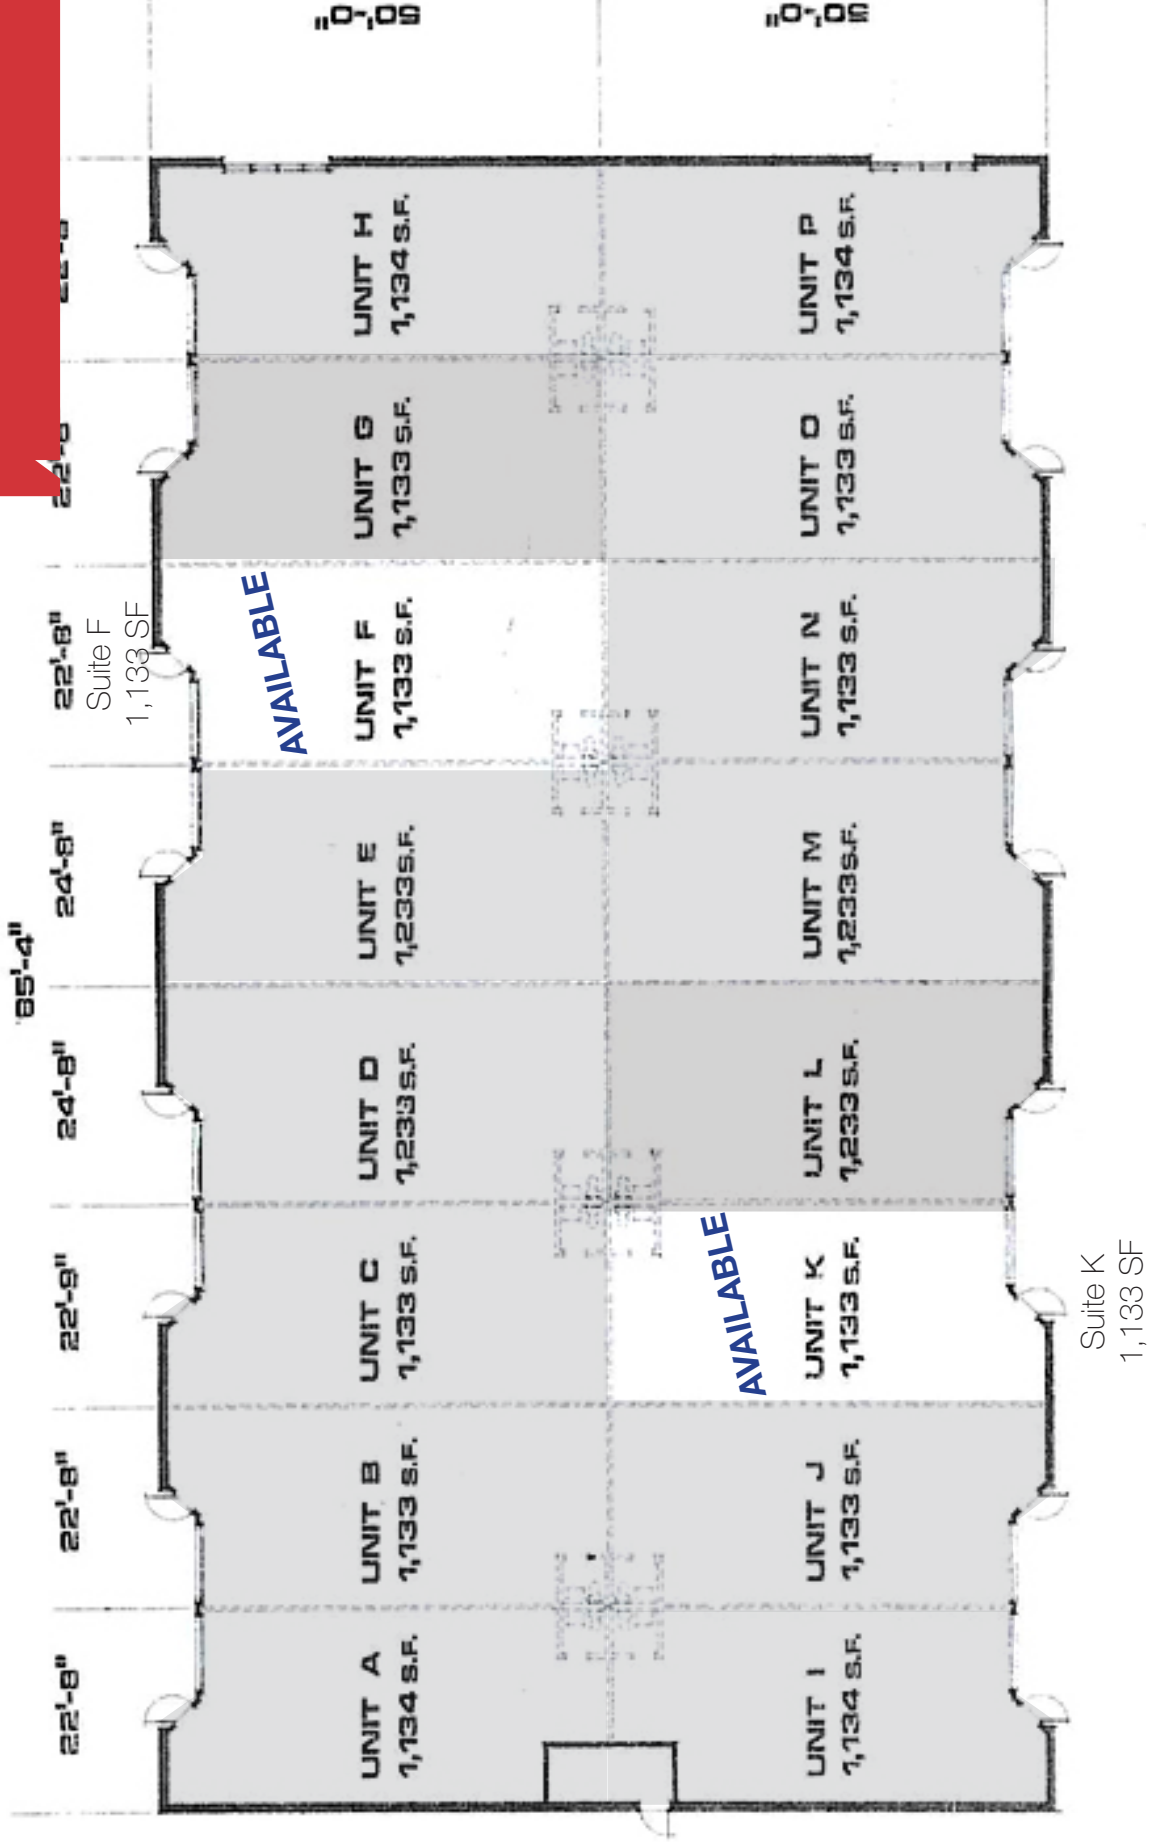 85'-4"
22'-8"
22'-8"
22'-9"
24'-8"
24'-8"
22'-8"
Suite F
1,133 SF
AVAILABLE
UNIT A
1,134 S.F.
UNIT B
1,133 S.F.
UNIT C
1,133 S.F.
UNIT D
1,233 S.F.
UNIT E
1,233 S.F.
UNIT F
1,133 S.F.
UNIT G
1,133 S.F.
UNIT H
1,134 S.F.
50'-0"
AVAILABLE
UNIT I
1,134 S.F.
UNIT J
1,133 S.F.
UNIT K
1,133 S.F.
UNIT L
1,233 S.F.
UNIT M
1,233 S.F.
UNIT N
1,133 S.F.
UNIT O
1,133 S.F.
UNIT P
1,134 S.F.
50'-0"
Suite K
1,133 SF